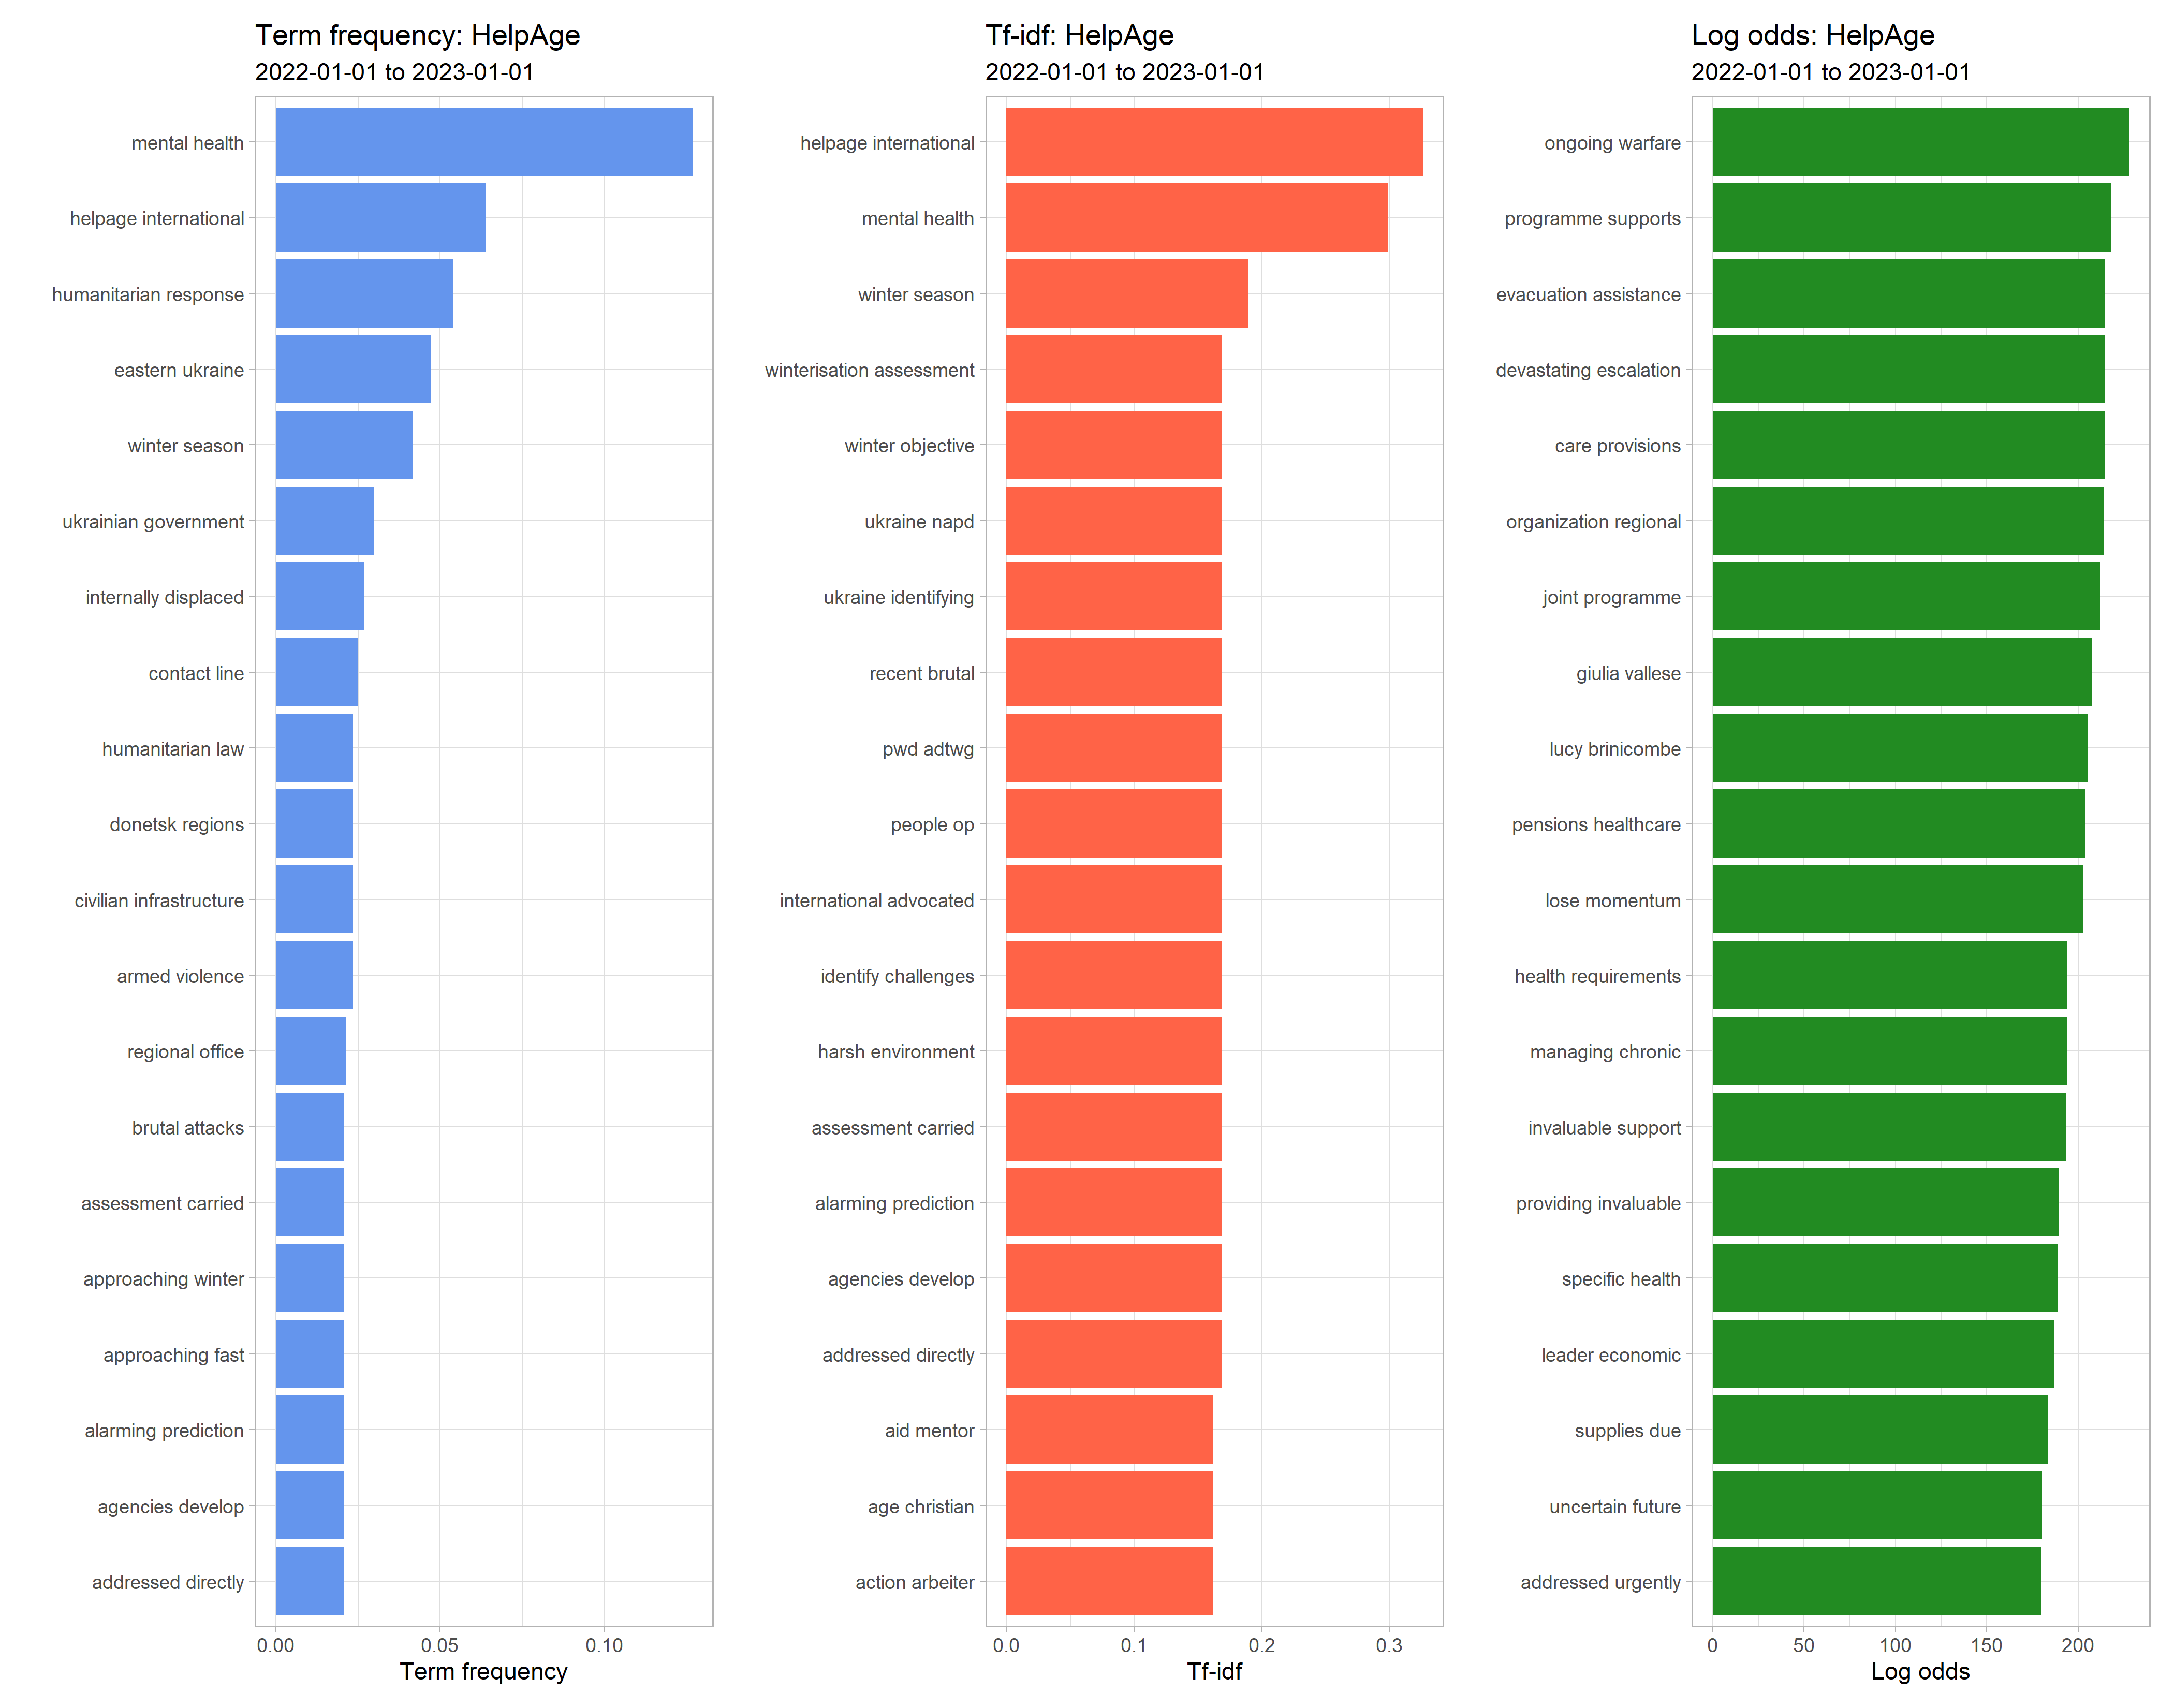 Term frequency: HelpAge
2022-01-01 to 2023-01-01
mental health
helpage international
humanitarian response
eastern ukraine
winter season
ukrainian government
internally displaced
contact line
humanitarian law
donetsk regions
civilian infrastructure
armed violence
regional office
brutal attacks
assessment carried
approaching winter
approaching fast
alarming prediction
agencies develop
addressed directly
0.00 0.05 0.10
Term frequency
Tf-idf: HelpAge
2022-01-01 to 2023-01-01
helpage international
mental health
winter season
winterisation assessment
winter objective
ukraine napd
ukraine identifying
recent brutal
pwd adtwg
people op
international advocated
identify challenges
harsh environment
assessment carried
alarming prediction
agencies develop
addressed directly
aid mentor
age christian
action arbeiter
0.0 0.1 0.2 0.3
Tf-idf
Log odds: HelpAge
2022-01-01 to 2023-01-01
ongoing warfare
programme supports
evacuation assistance
devastating escalation
care provisions
organization regional
joint programme
giulia vallese
lucy brinicombe
pensions healthcare
lose momentum
health requirements
managing chronic
invaluable support
providing invaluable
specific health
leader economic
supplies due
uncertain future
addressed urgently
0 50 100 150 200
Log odds